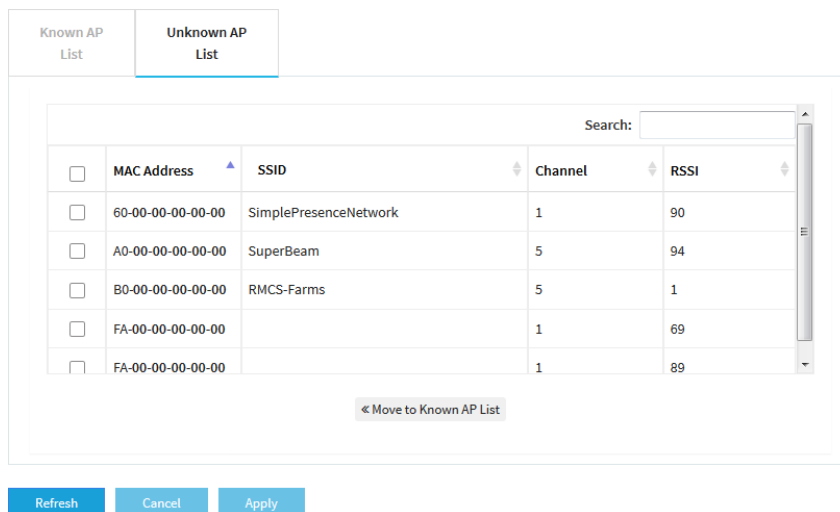 Known AP
List
Unknown AP
List
Search:
MAC Address SSID Channel RSSI
60-00-00-00-00-00 SimplePresenceNetwork 1 90
A0-00-00-00-00-00 SuperBeam 5 94
B0-00-00-00-00-00 RMCS-Farms 5 1
FA-00-00-00-00-00 1 69
FA-00-00-00-00-00 1 89
« Move to Known AP List
Refresh Cancel Apply